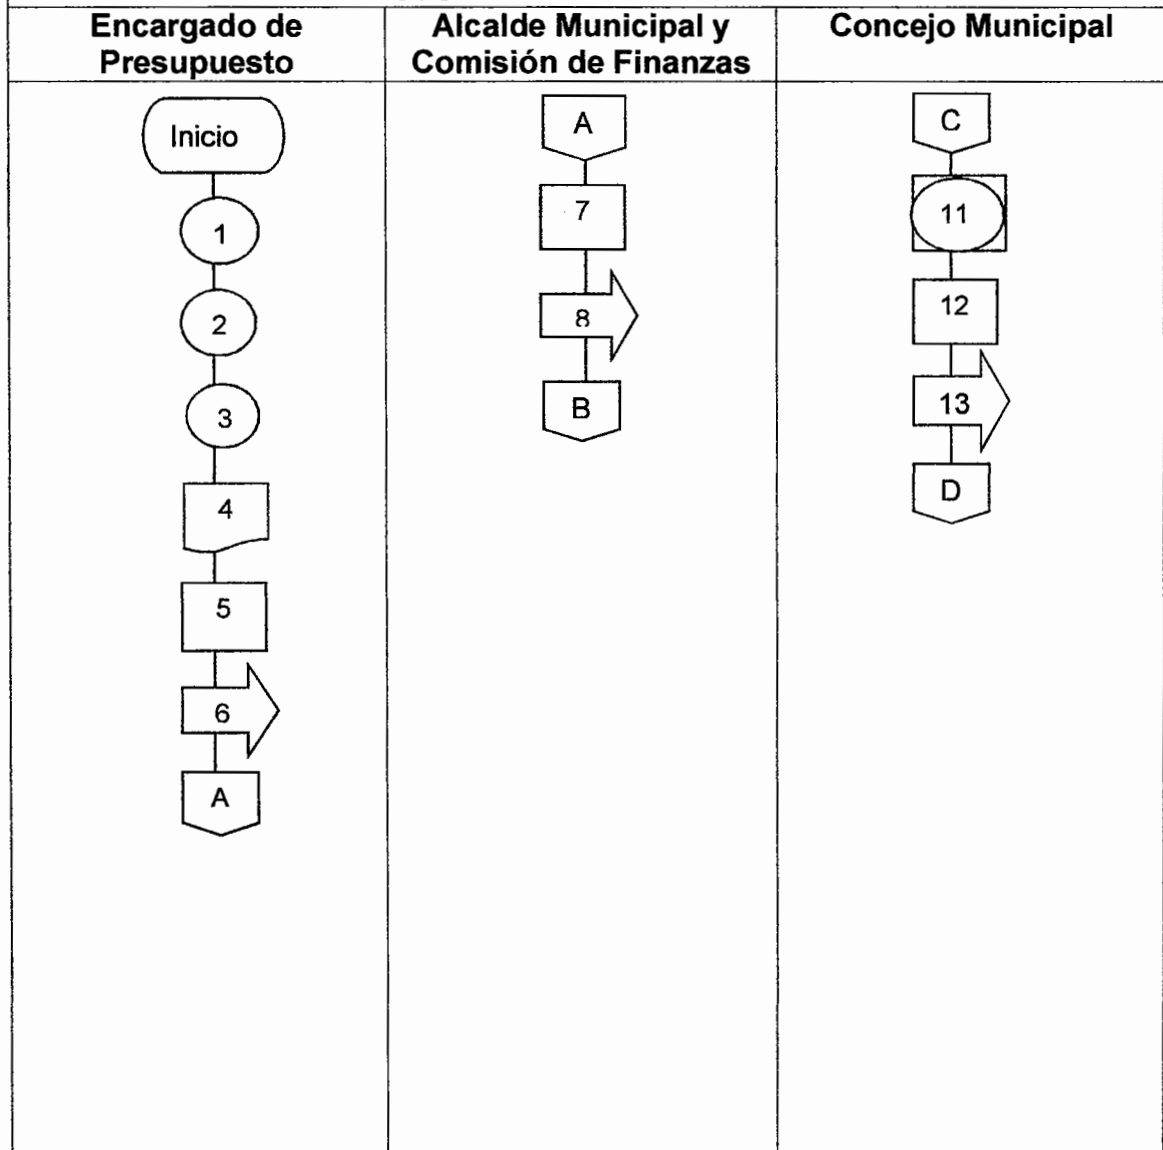 Encargado de
Presupuesto
Alcalde Municipal y
Comisión de Finanzas
Concejo Municipal
Inicio
1
2
3
4
5
6
A
A
7
8
B
C
11
12
13
D